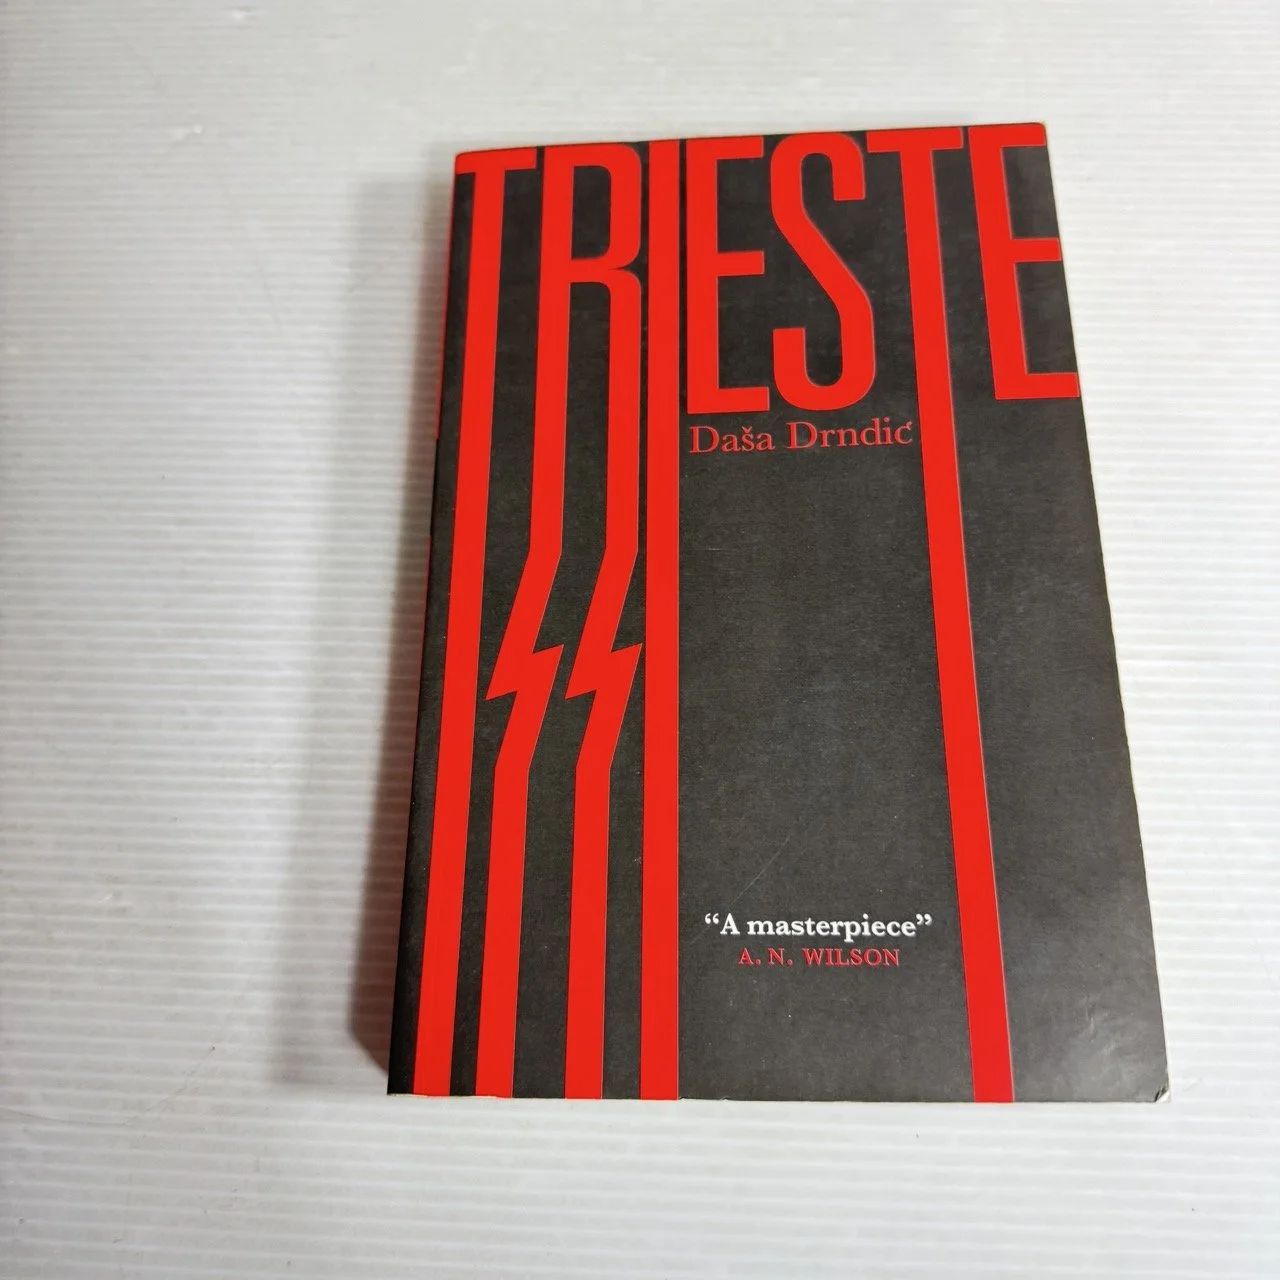 TRIESTE
Daša Drndić
“A masterpiece”
A. N. WILSON